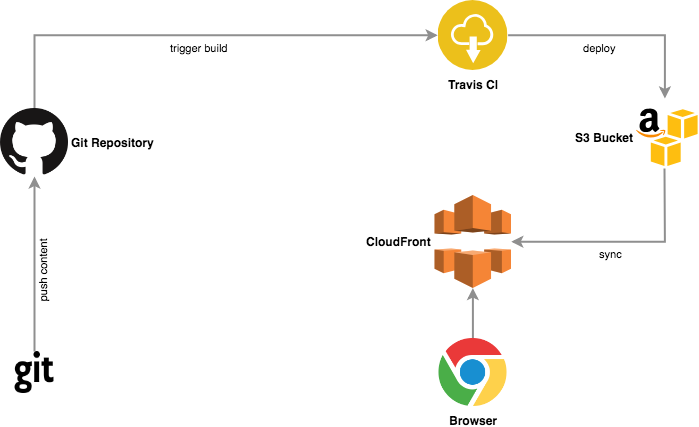 trigger build
deploy
Travis CI
Git Repository
a
S3 Bucket
CloudFront
sync
push content
git
Browser